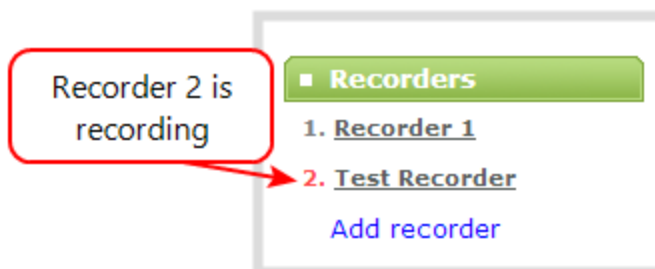 Recorder 2 is
recording
Recorders
1. Recorder 1
2. Test Recorder
Add recorder